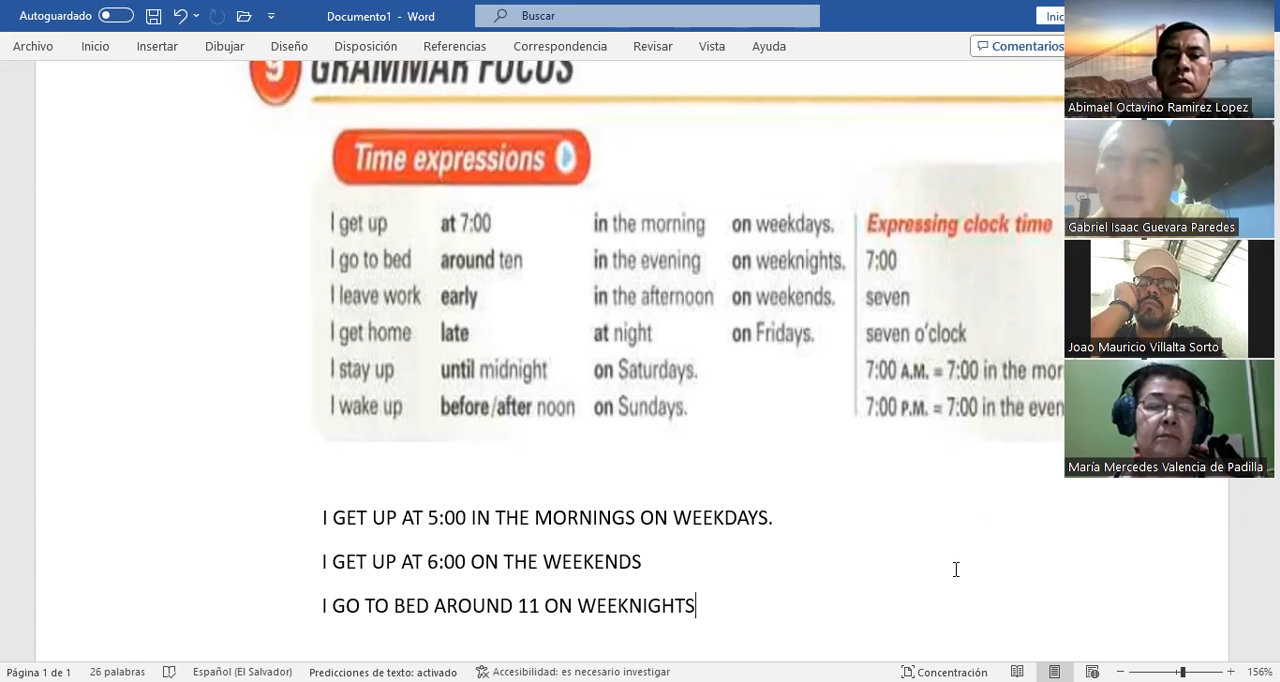 Autoguardado
Documento1 - Word
Buscar
Inic
Archivo Inicio Insertar Dibujar Diseño Disposición Referencias Correspondencia Revisar Vista Ayuda
Comentarios
9 GRAMMAR FOCUS
Time expressions
I get up at 7:00 in the morning on weekdays.
I go to bed around ten in the evening on weeknights.
I leave work early in the afternoon on weekends.
I get home late at night on Fridays.
I stay up until midnight on Saturdays.
I wake up before/after noon on Sundays.
Expressing clock time
7:00
seven
seven o'clock
7:00 A.M. = 7:00 in the mor
7:00 P.M. = 7:00 in the even
I GET UP AT 5:00 IN THE MORNINGS ON WEEKDAYS.
I GET UP AT 6:00 ON THE WEEKENDS
I GO TO BED AROUND 11 ON WEEKNIGHTS
Abimael Octavino Ramirez Lopez
Gabriel Isaac Guevara Paredes
Joao Mauricio Villalta Sorto
María Mercedes Valencia de Padilla
Página 1 de 1 26 palabras Español (El Salvador) Predicciones de texto: activado Accesibilidad: es necesario investigar Concentración 156%